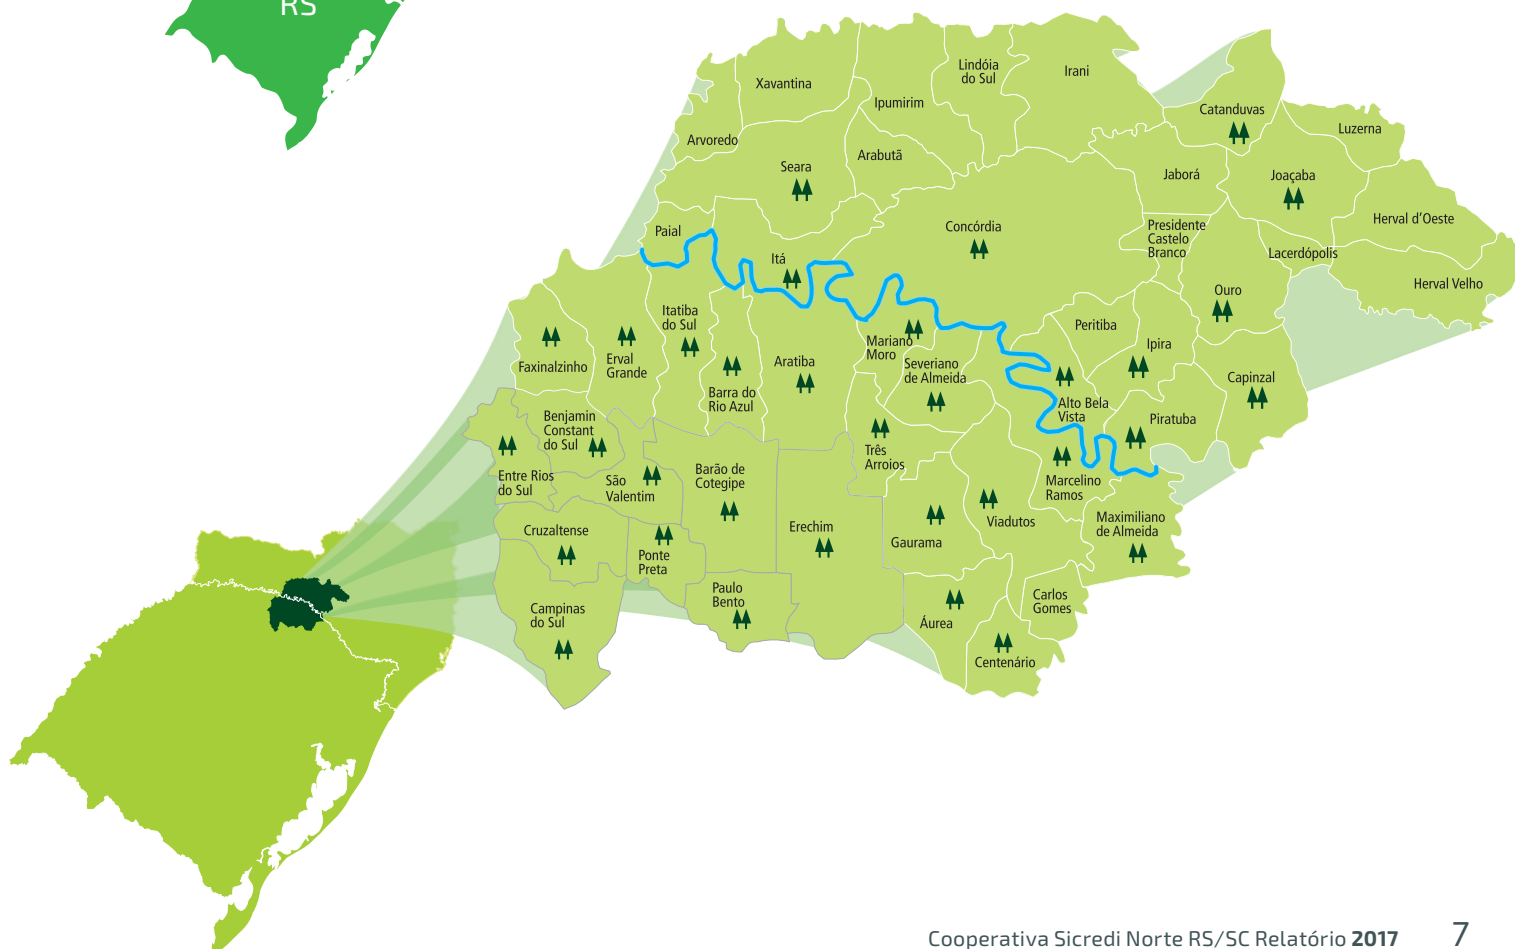 RS
Xavantina
Lindóia
do Sul
Irani
Ipumirim
Catanduvas
Luzerna
Arvoredo
Arabutã
Seara
Jaborá
Joaçaba
Herval d'Oeste
Paial
Concórdia
Presidente
Castelo
Branco
Lacerdópolis
Itá
Herval Velho
Ouro
Itatiba
do Sul
Peritiba
Mariano
Moro
Ipira
Faxinalzinho
Erval
Grande
Aratiba
Severiano
de Almeida
Capinzal
Barra do
Rio Azul
Alto Bela
Vista
Benjamin
Constant
do Sul
Piratuba
Três
Arroios
Entre Rios
do Sul
São
Valentim
Barão de
Cotegipe
Marcelino
Ramos
Cruzaltense
Erechim
Viadutos
Maximiliano
de Almeida
Gaurama
Ponte
Preta
Paulo
Bento
Carlos
Gomes
Campinas
do Sul
Áurea
Centenário
Cooperativa Sicredi Norte RS/SC Relatório 2017 7